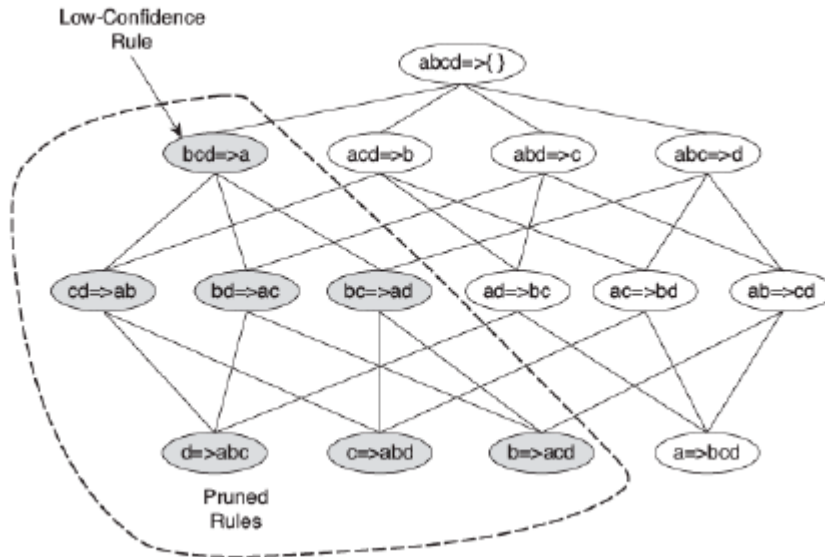 Low-Confidence
Rule
abcd=>{ }
bcd=>a
acd=>b
abd=>c
abc=>d
cd=>ab
bd=>ac
bc=>ad
ad=>bc
ac=>bd
ab=>cd
d=>abc
c=>abd
b=>acd
a=>bcd
Pruned
Rules